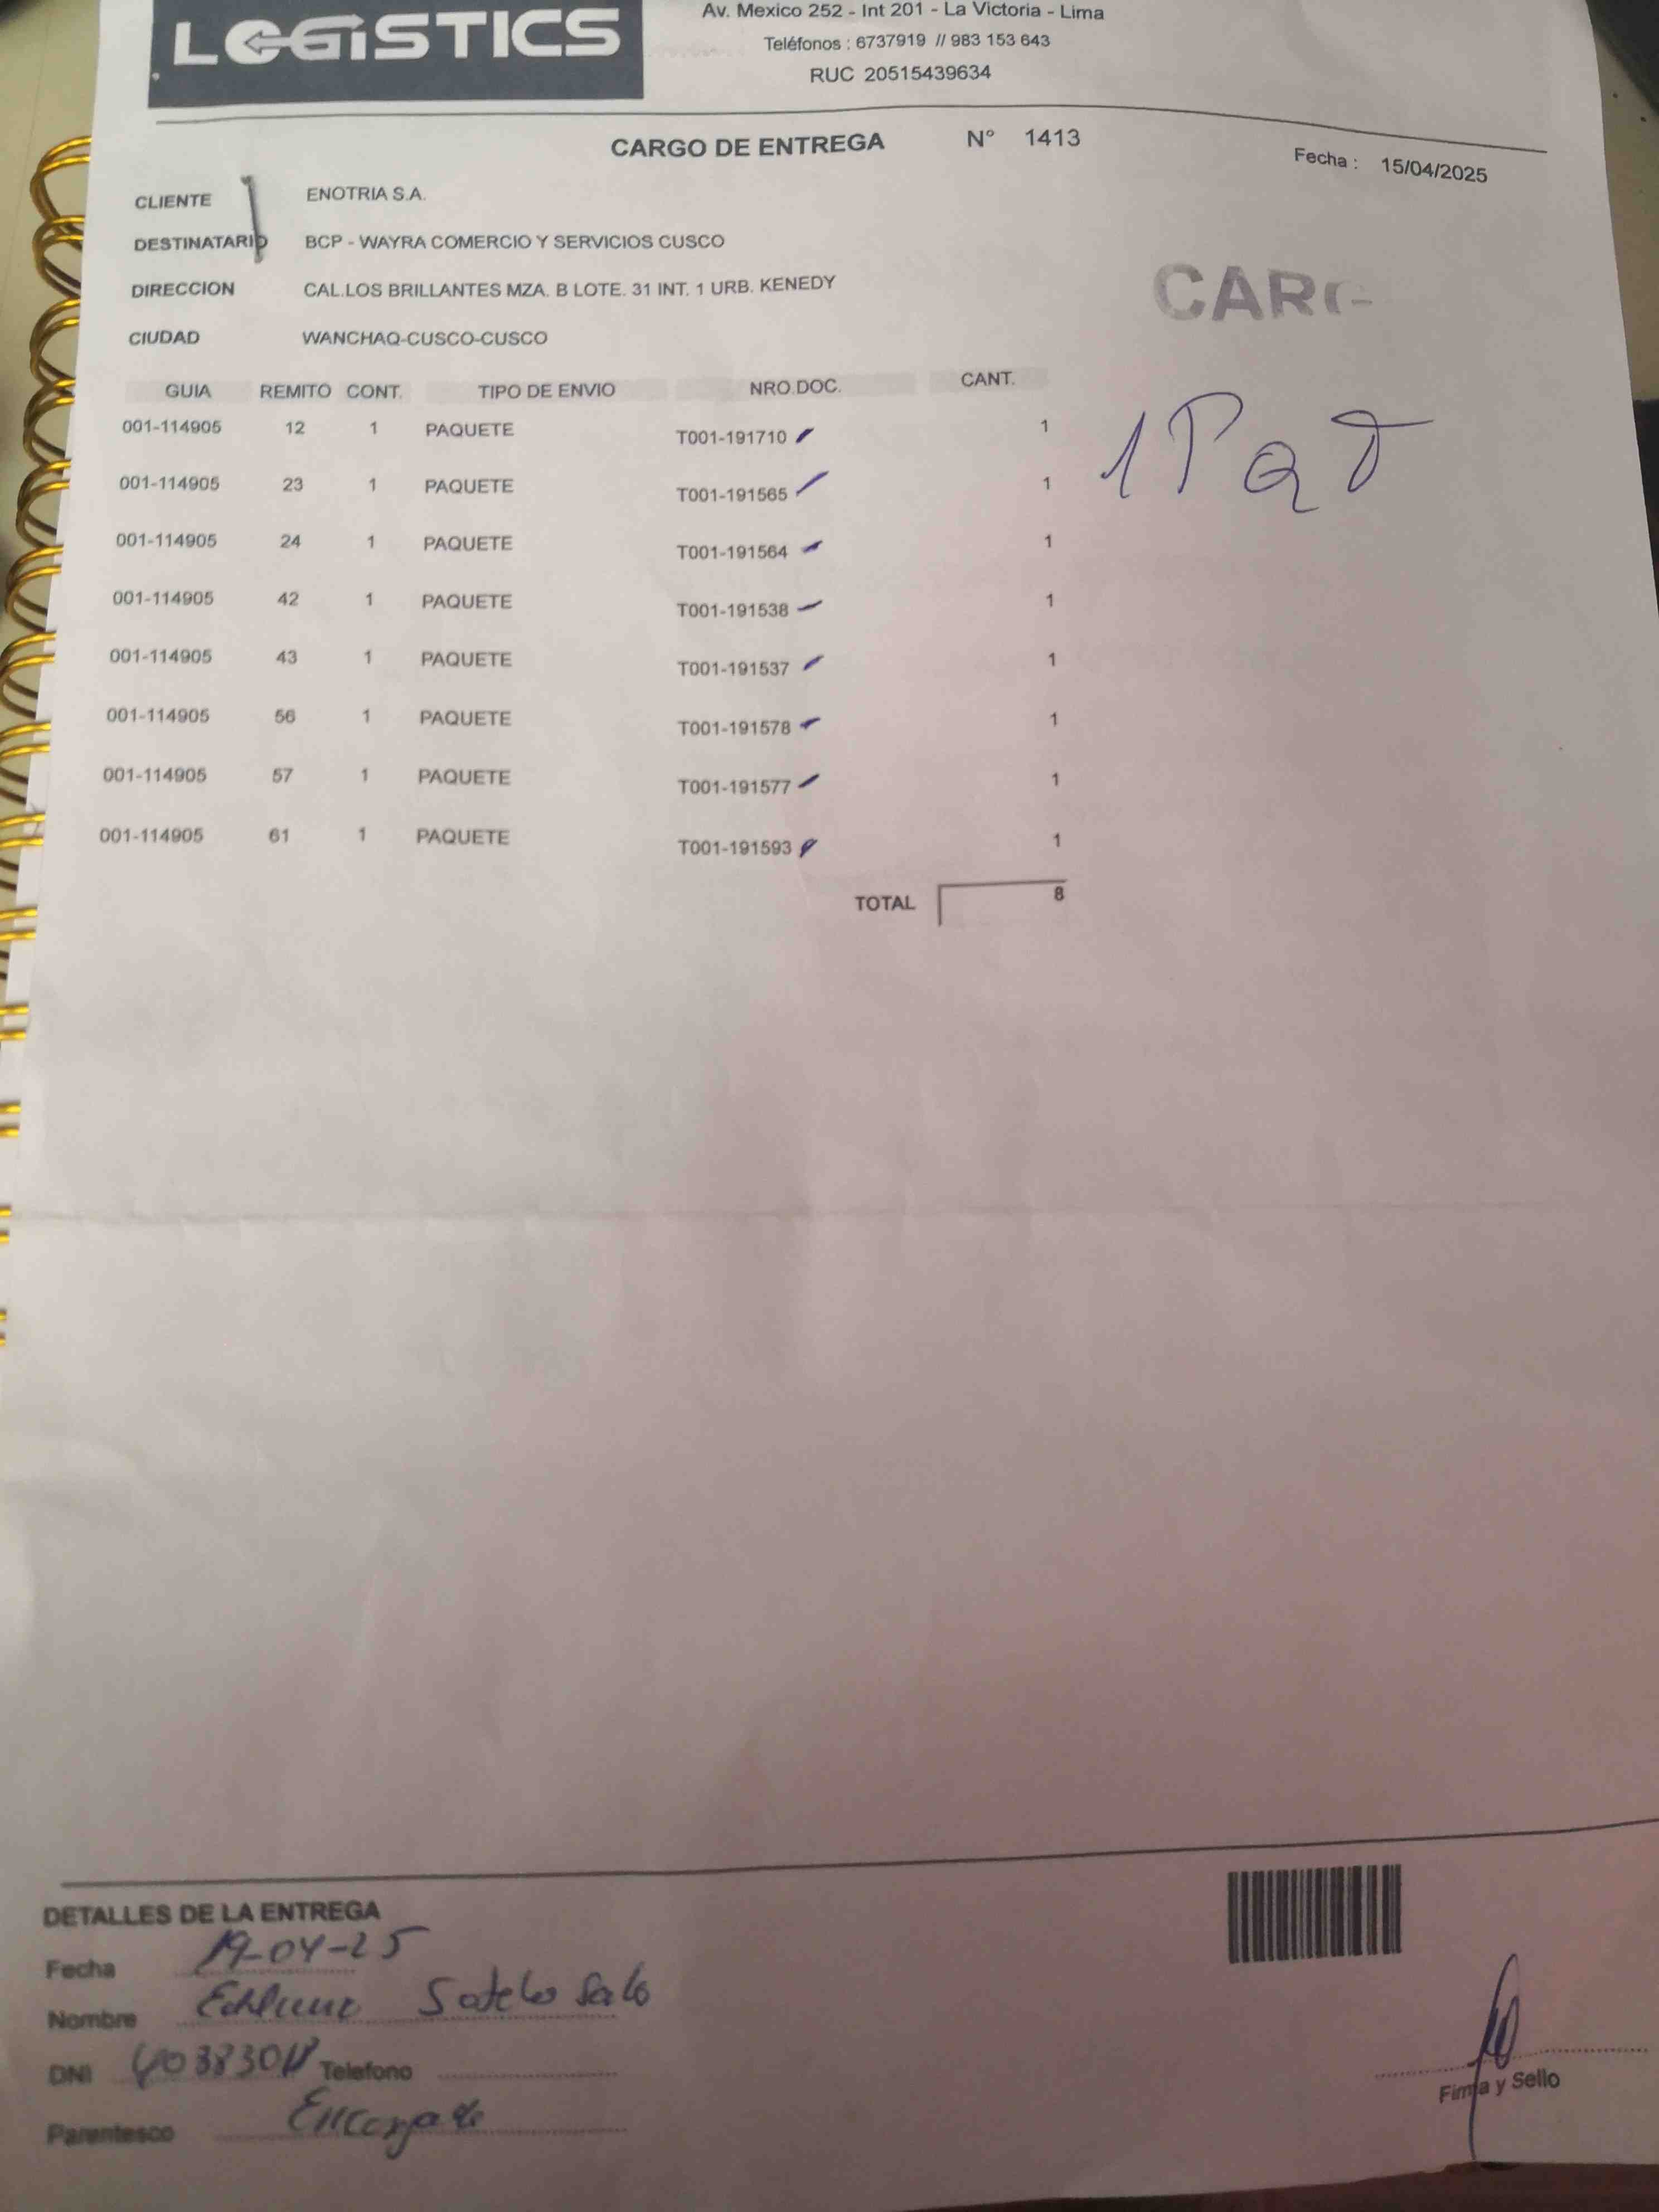 LOGISTICS
Av. Mexico 252 - Int 201 - La Victoria - Lima
Teléfonos : 6737919 // 983 153 643
RUC 20515439634
CARGO DE ENTREGA N° 1413
Fecha : 15/04/2025
CLIENTE ENOTRIA S.A.
DESTINATARIO BCP - WAYRA COMERCIO Y SERVICIOS CUSCO
DIRECCION CAL.LOS BRILLANTES MZA. B LOTE. 31 INT. 1 URB. KENEDY
CARG
CIUDAD WANCHAQ-CUSCO-CUSCO
GUIA REMITO CONT. TIPO DE ENVIO NRO.DOC. CANT.
001-114905 12 1 PAQUETE T001-191710 1
1 PQT
001-114905 23 1 PAQUETE T001-191565 1
001-114905 24 1 PAQUETE T001-191564 1
001-114905 42 1 PAQUETE T001-191538 1
001-114905 43 1 PAQUETE T001-191537 1
001-114905 56 1 PAQUETE T001-191578 1
001-114905 57 1 PAQUETE T001-191577 1
001-114905 61 1 PAQUETE T001-191593 1
TOTAL 8
DETALLES DE LA ENTREGA
Fecha 19-04-25
Nombre Sotelo
DNI Telefono
Parentesco Encargado
Firma y Sello